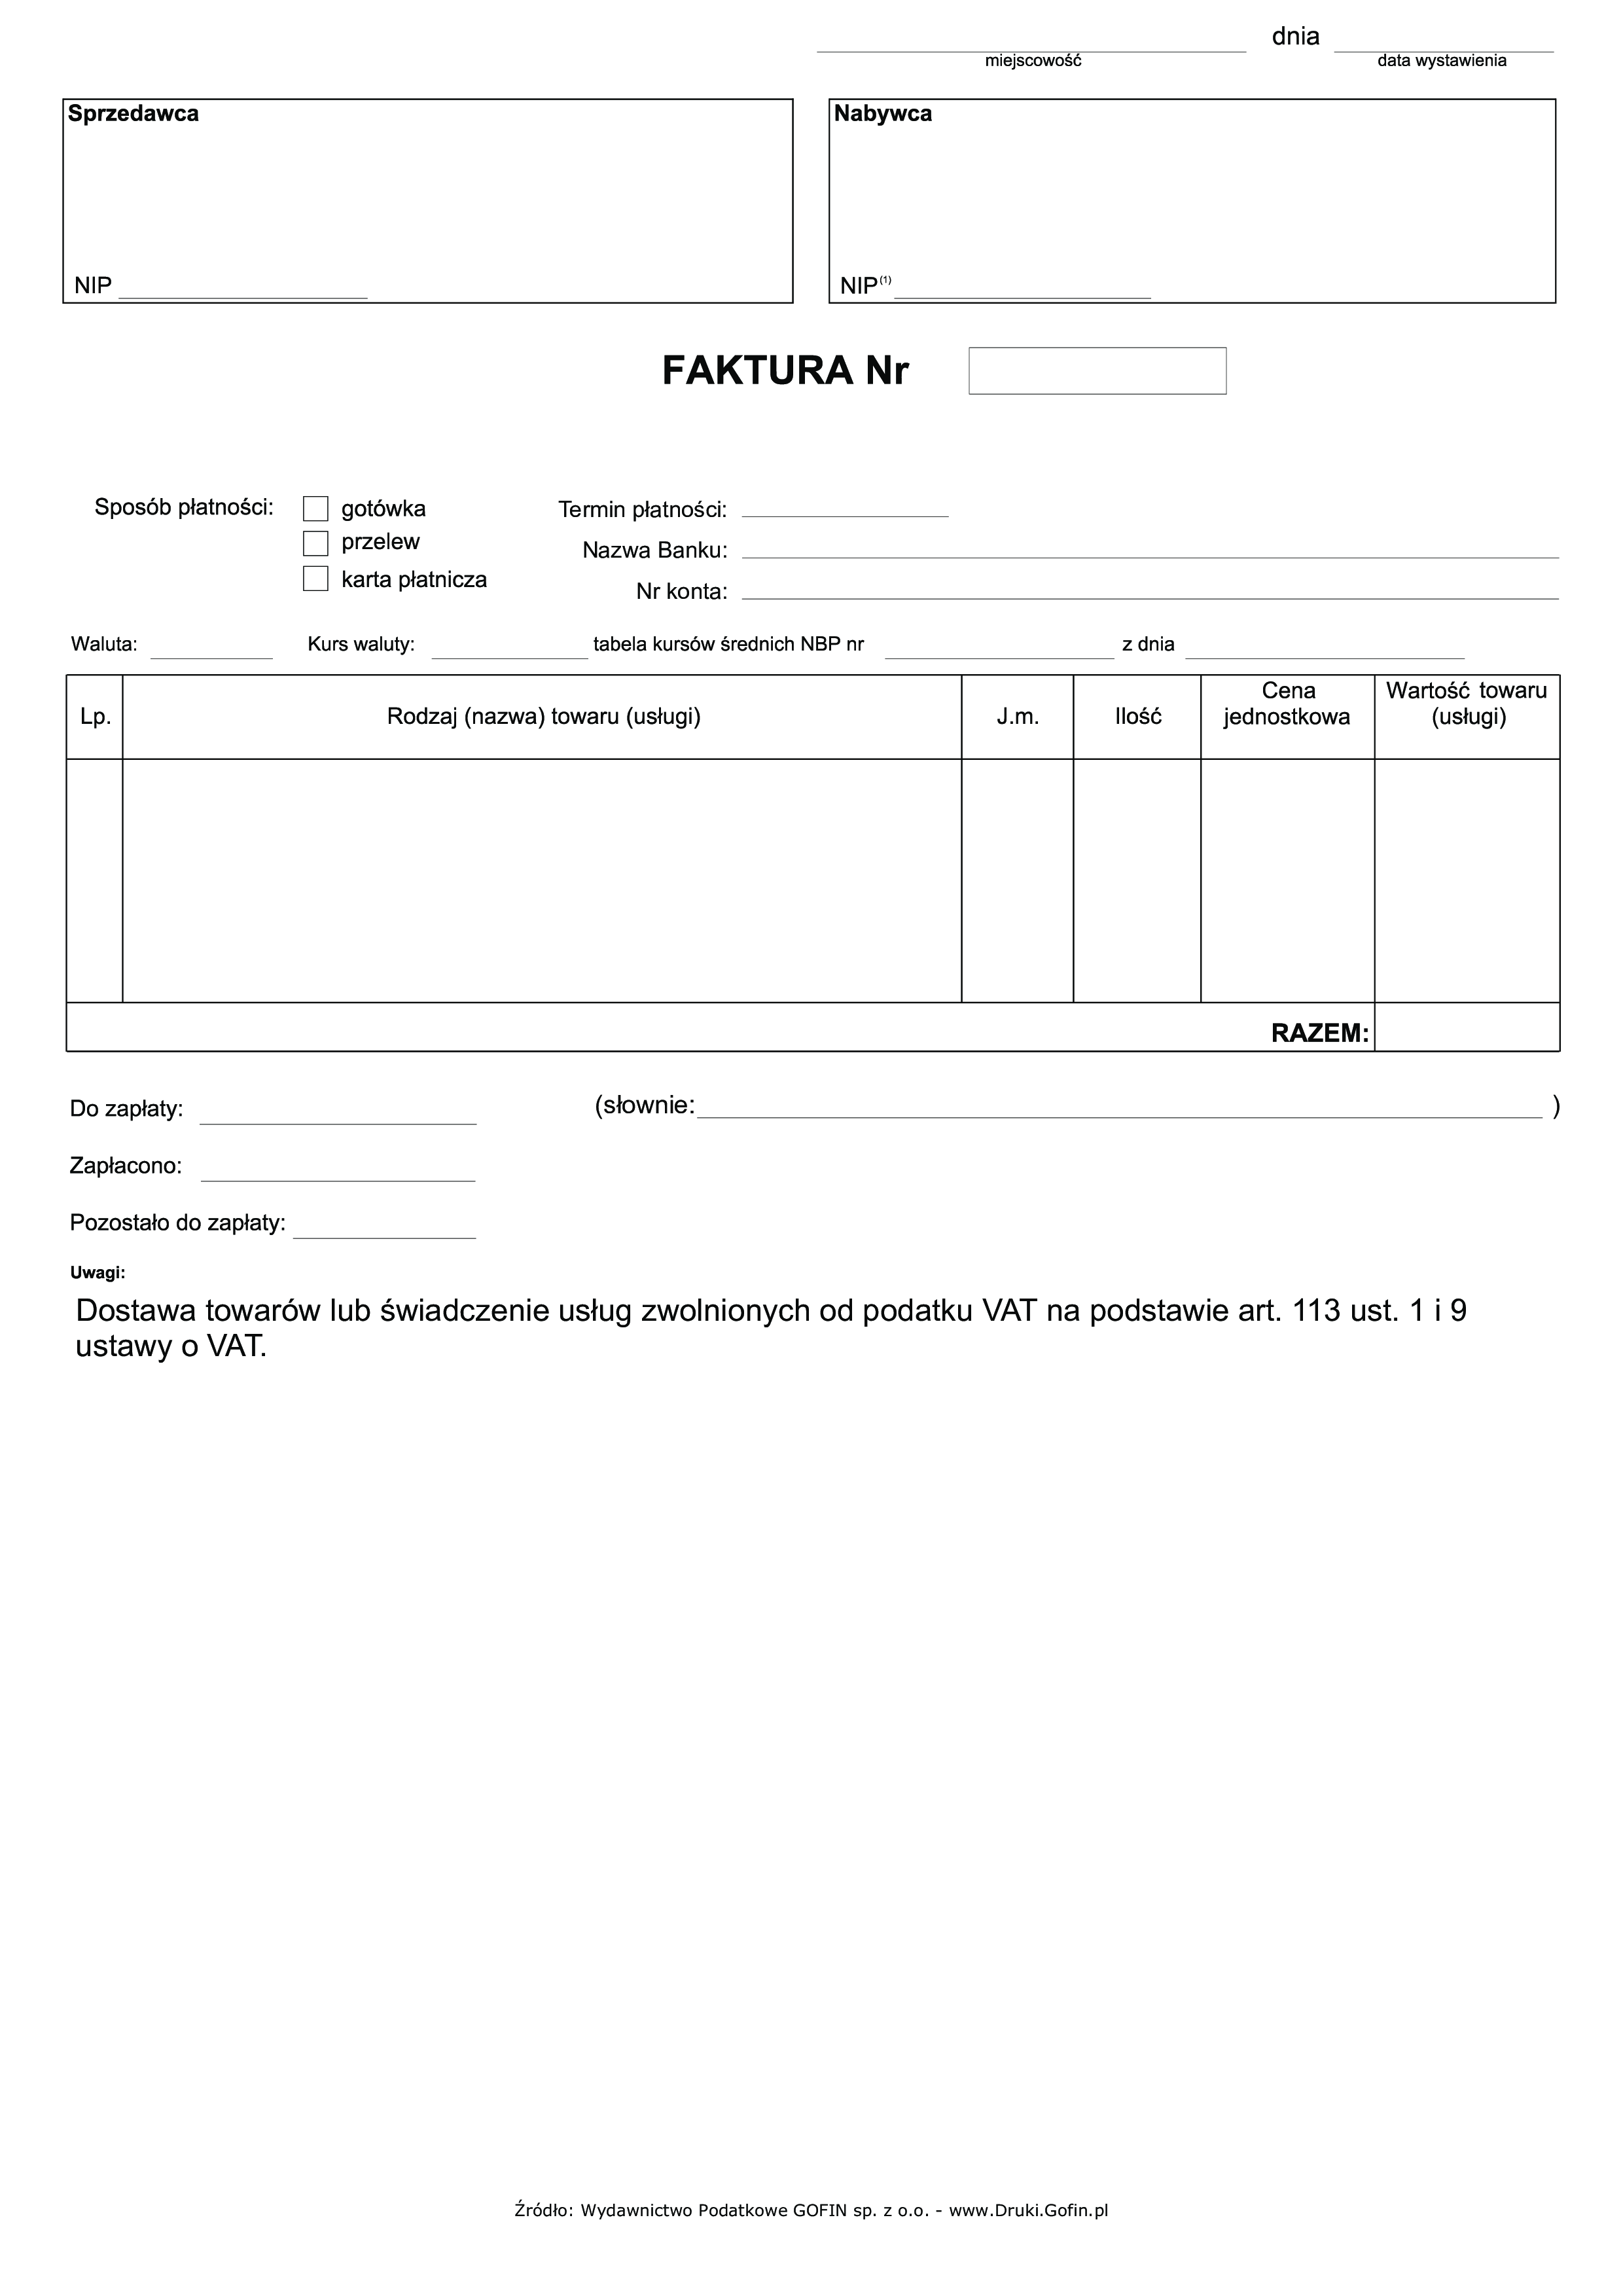 dnia
miejscowość data wystawienia
Sprzedawca
NIP
Nabywca
NIP(1)
FAKTURA Nr
Sposób płatności:
gotówka
przelew
karta płatnicza
Termin płatności:
Nazwa Banku:
Nr konta:
Waluta: Kurs waluty: tabela kursów średnich NBP nr z dnia
Lp. Rodzaj (nazwa) towaru (usługi) J.m. Ilość Cena jednostkowa Wartość towaru (usługi)
RAZEM:
Do zapłaty: (słownie: )
Zapłacono:
Pozostało do zapłaty:
Uwagi:
Dostawa towarów lub świadczenie usług zwolnionych od podatku VAT na podstawie art. 113 ust. 1 i 9
ustawy o VAT.
Źródło: Wydawnictwo Podatkowe GOFIN sp. z o.o. - www.Druki.Gofin.pl